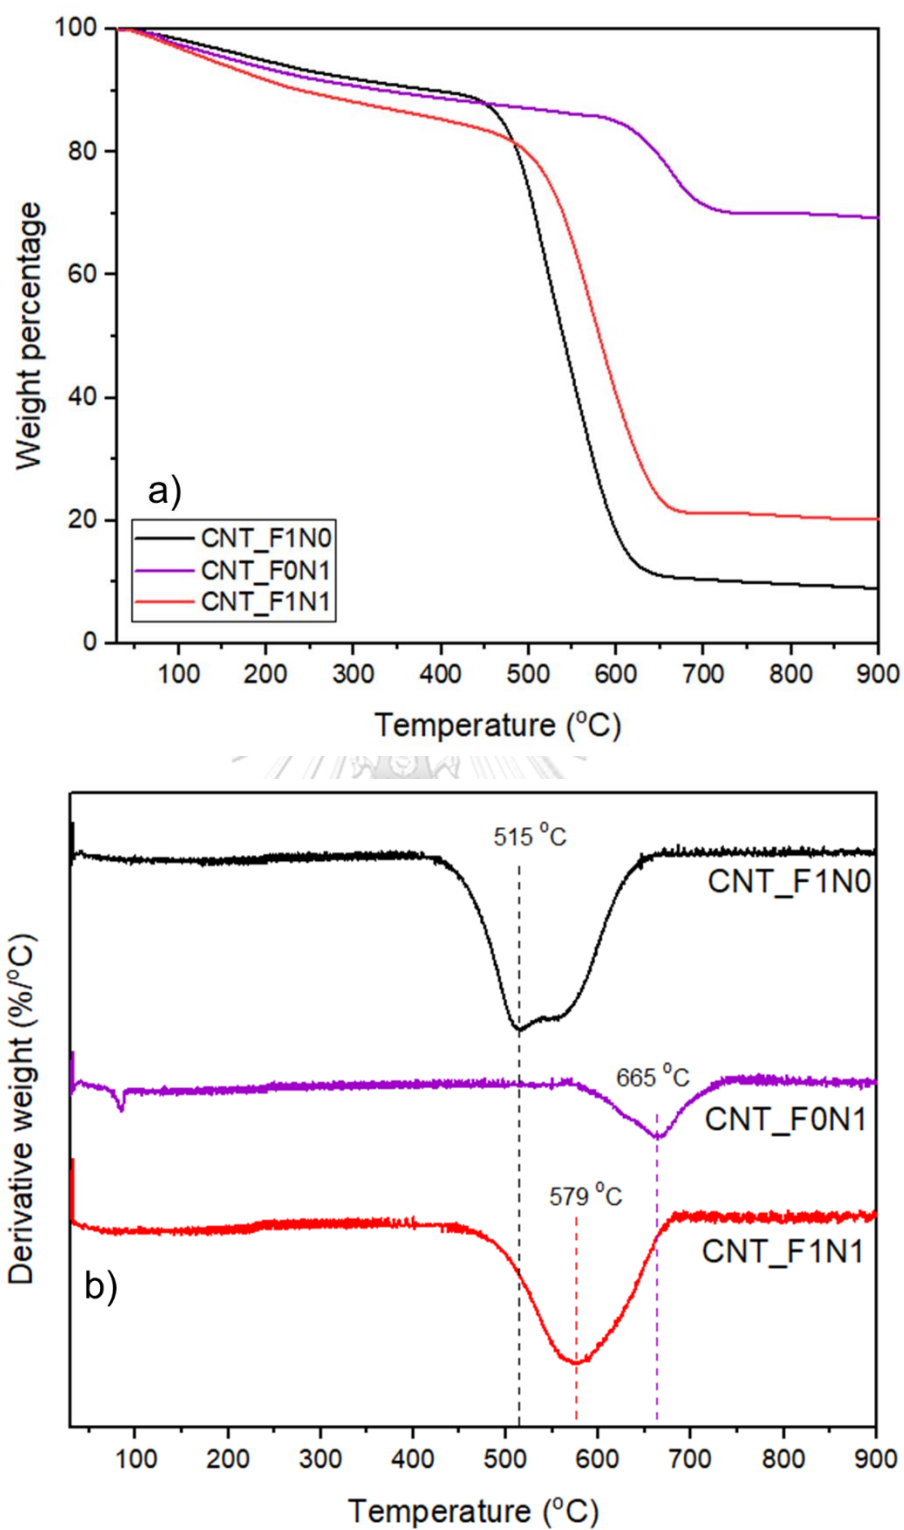 100
80
60
40
20
0
Weight percentage
a)
CNT_F1N0
CNT_F0N1
CNT_F1N1
100 200 300 400 500 600 700 800 900
Temperature (°C)
515 °C
CNT_F1N0
665 °C
CNT_F0N1
579 °C
CNT_F1N1
b)
Derivative weight (%/°C)
100 200 300 400 500 600 700 800 900
Temperature (°C)